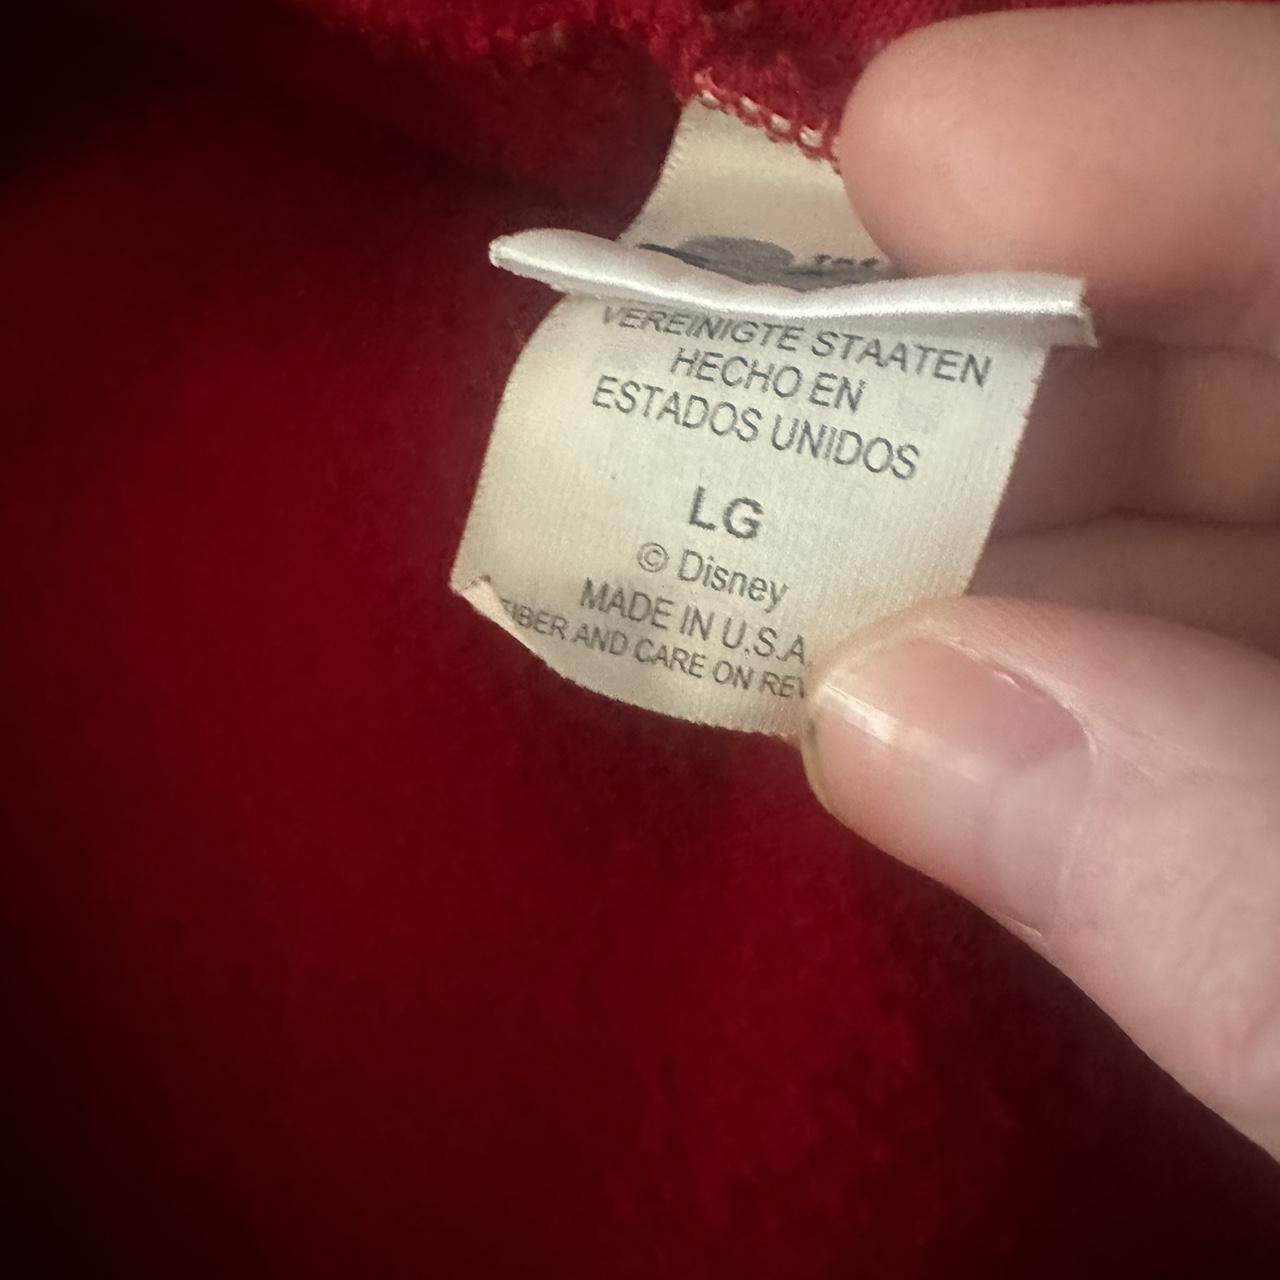 VEREINIGTE STAATEN
HECHO EN
ESTADOS UNIDOS
LG
© Disney
MADE IN U.S.A
FIBER AND CARE ON REV